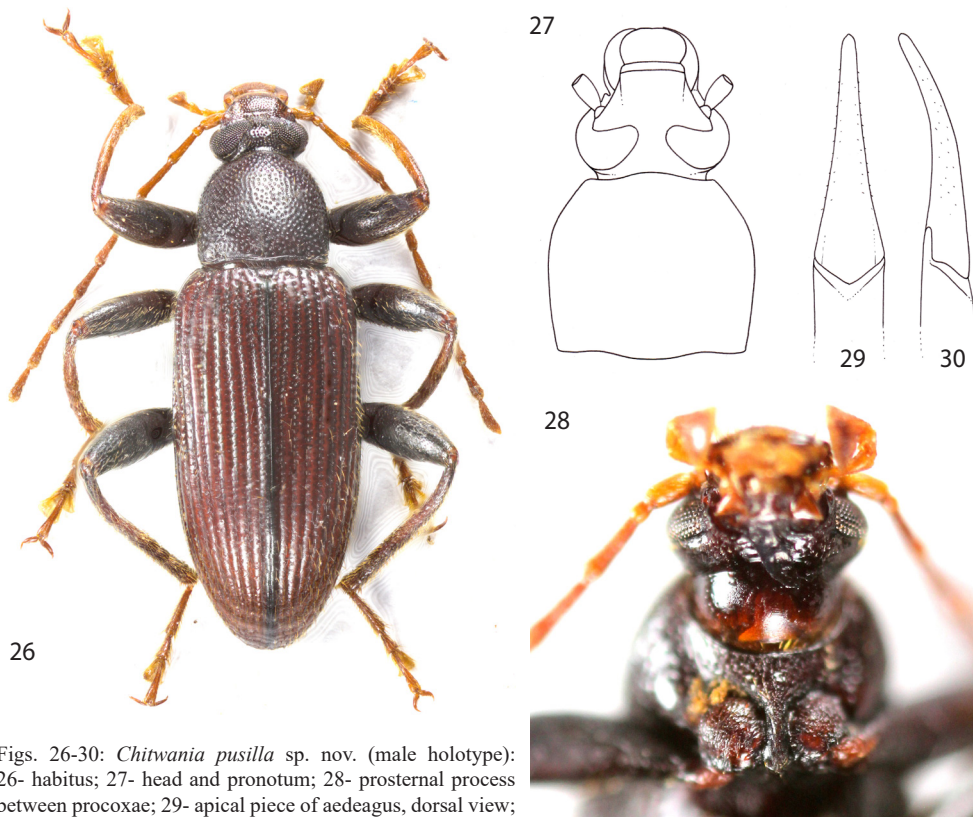 27
28
29
30
26
Figs. 26-30: Chitwania pusilla sp. nov. (male holotype):
26- habitus; 27- head and pronotum; 28- prosternal process
between procoxae; 29- apical piece of aedeagus, dorsal view;